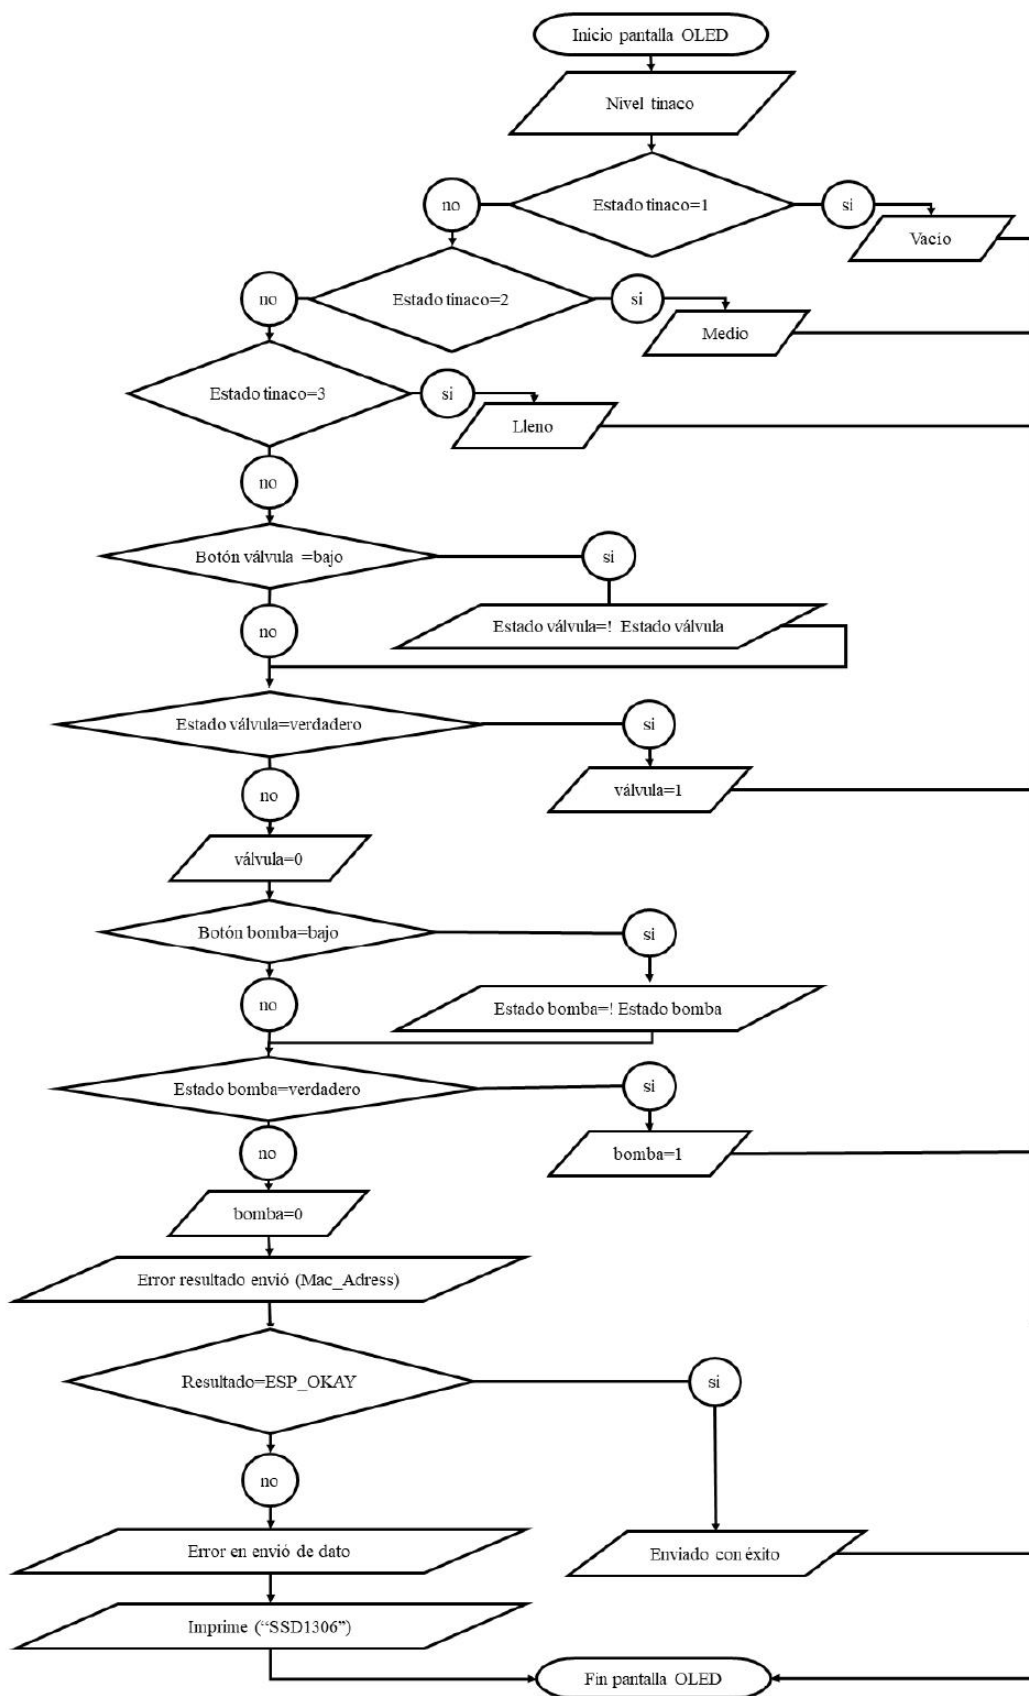 Inicio pantalla OLED
Nivel tinaco
Estado tinaco=1
no
si
Vacío
Estado tinaco=2
no
si
Medio
Estado tinaco=3
si
Lleno
no
Botón válvula =bajo
si
no
Estado válvula=! Estado válvula
Estado válvula=verdadero
si
no
válvula=1
válvula=0
Botón bomba=bajo
si
no
Estado bomba=! Estado bomba
Estado bomba=verdadero
si
no
bomba=1
bomba=0
Error resultado envió (Mac_Adress)
Resultado=ESP_OKAY
si
no
Error en envió de dato
Enviado con éxito
Imprime (“SSD1306”)
Fin pantalla OLED